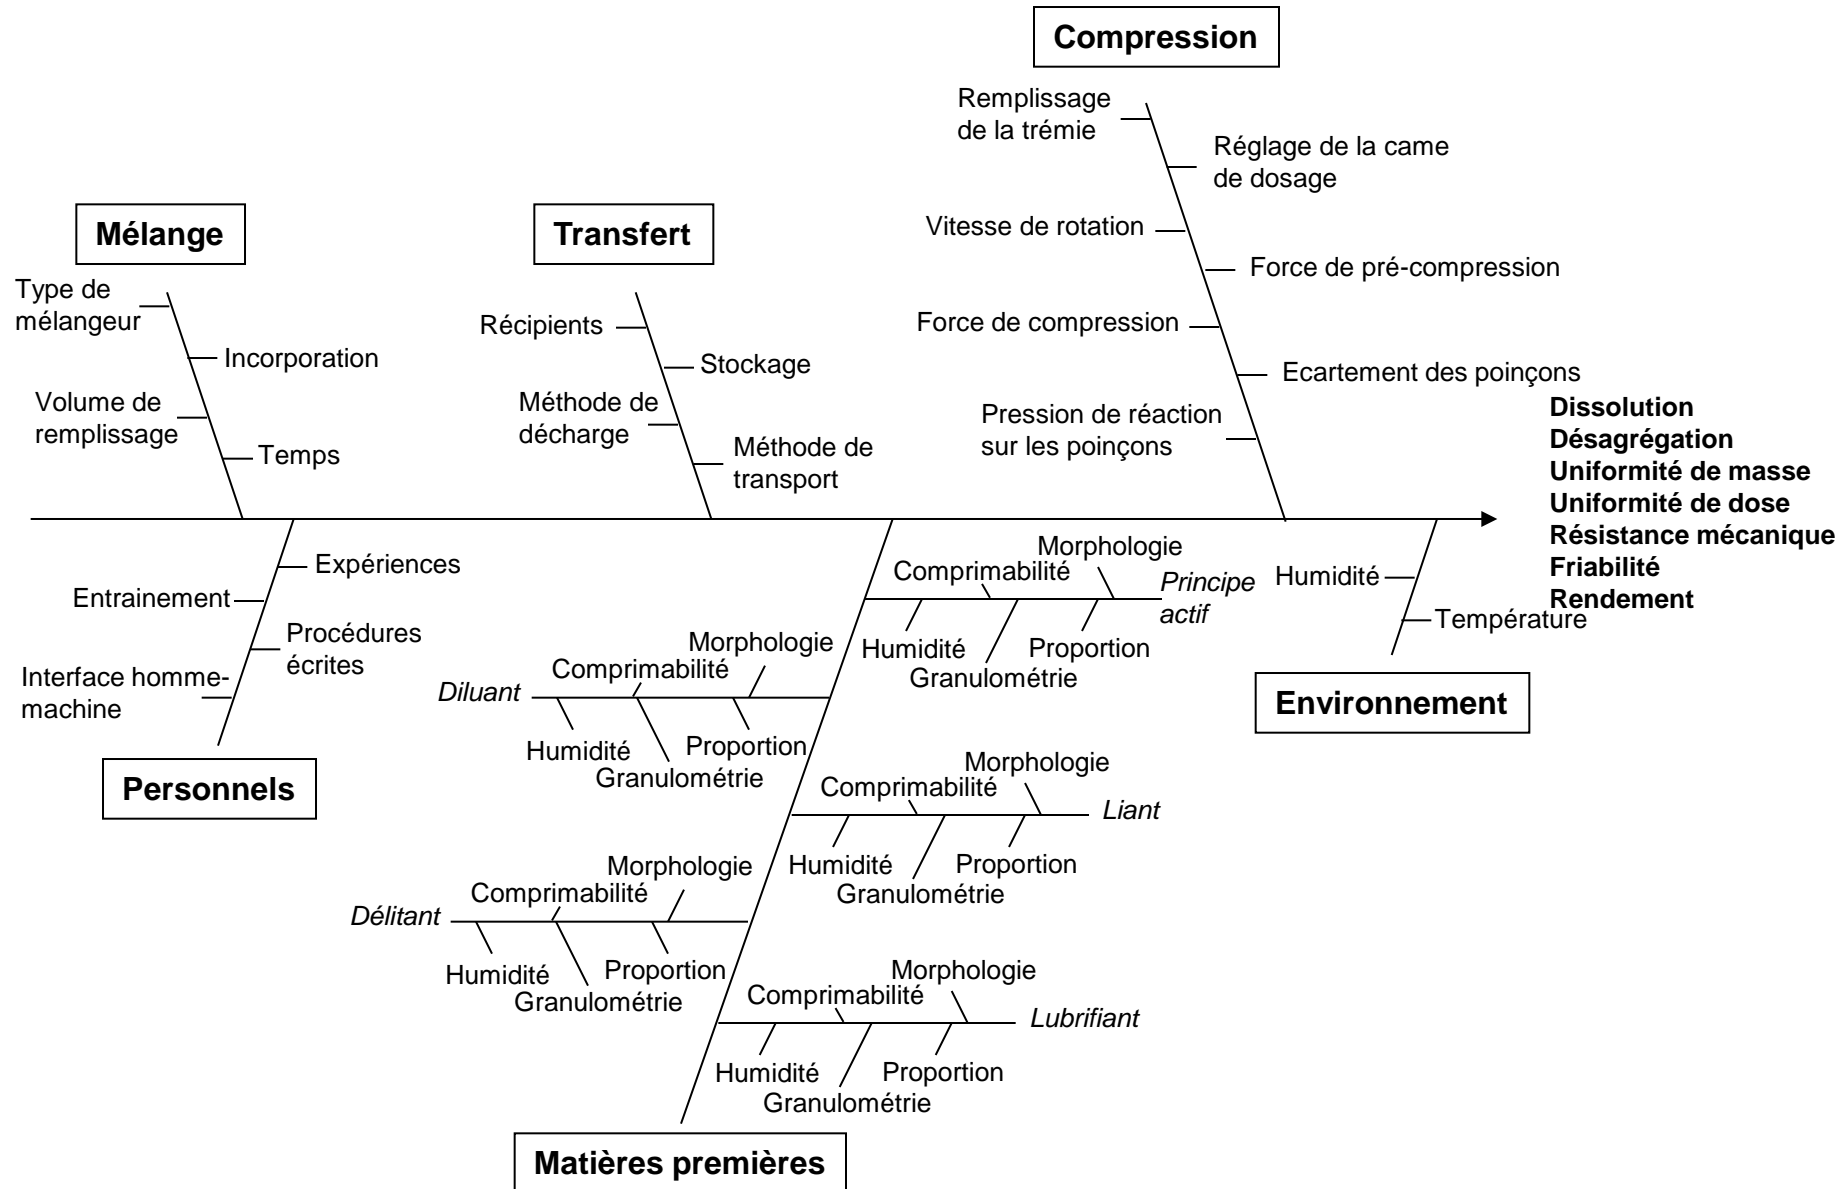 Compression
Remplissage
de la trémie
Réglage de la came
de dosage
Vitesse de rotation
Force de pré-compression
Force de compression
Ecartement des poinçons
Pression de réaction
sur les poinçons
Mélange
Type de
mélangeur
Incorporation
Volume de
remplissage
Temps
Transfert
Récipients
Stockage
Méthode de
décharge
Méthode de
transport
Dissolution
Désagrégation
Uniformité de masse
Uniformité de dose
Résistance mécanique
Friabilité
Rendement
Expériences
Entrainement
Procédures
écrites
Interface homme-
machine
Personnels
Morphologie
Comprimabilité
Principe
actif
Humidité
Proportion
Granulométrie
Morphologie
Comprimabilité
Diluant
Humidité
Proportion
Granulométrie
Morphologie
Comprimabilité
Liant
Humidité
Proportion
Granulométrie
Morphologie
Comprimabilité
Délitant
Humidité
Proportion
Granulométrie
Morphologie
Comprimabilité
Lubrifiant
Humidité
Proportion
Granulométrie
Matières premières
Humidité
Température
Environnement